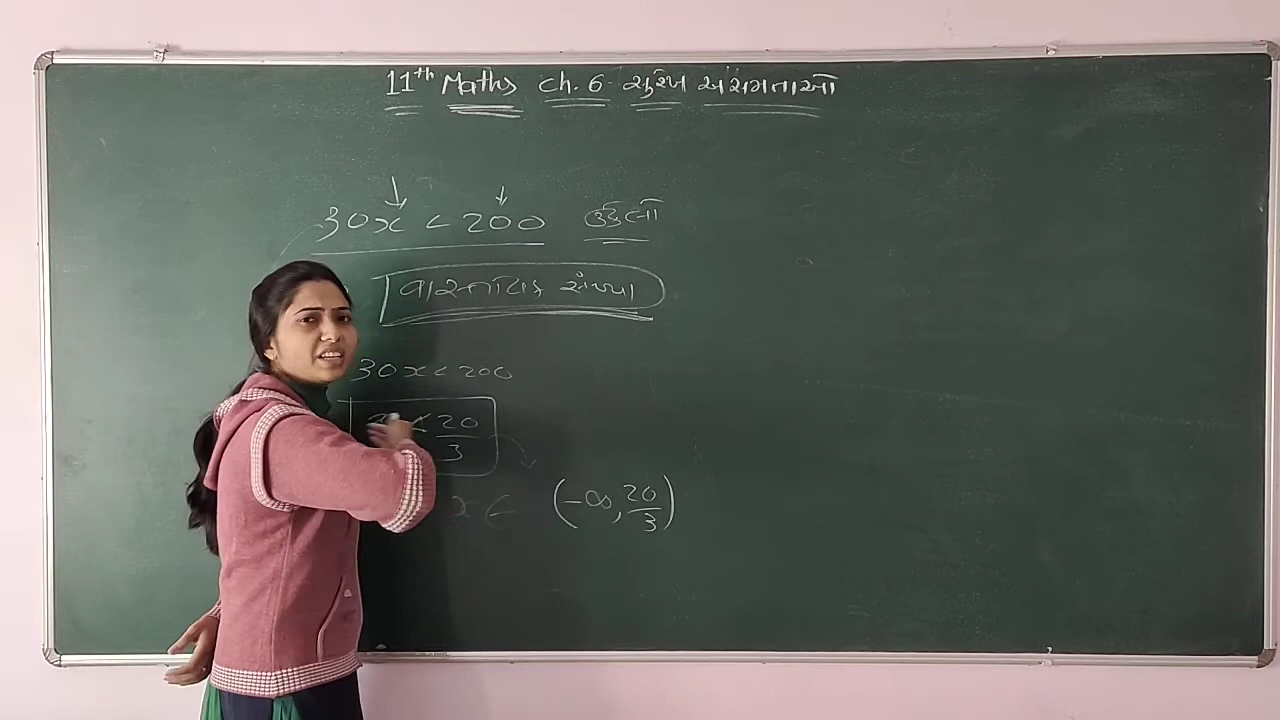 11th Maths Ch. 6 સુરેખ અસમતાઓ
30x < 200 ઉકેલો
વાસ્તવિક સંખ્યા
30x < 200
x < 20/3
x ∈ (-∞, 20/3)